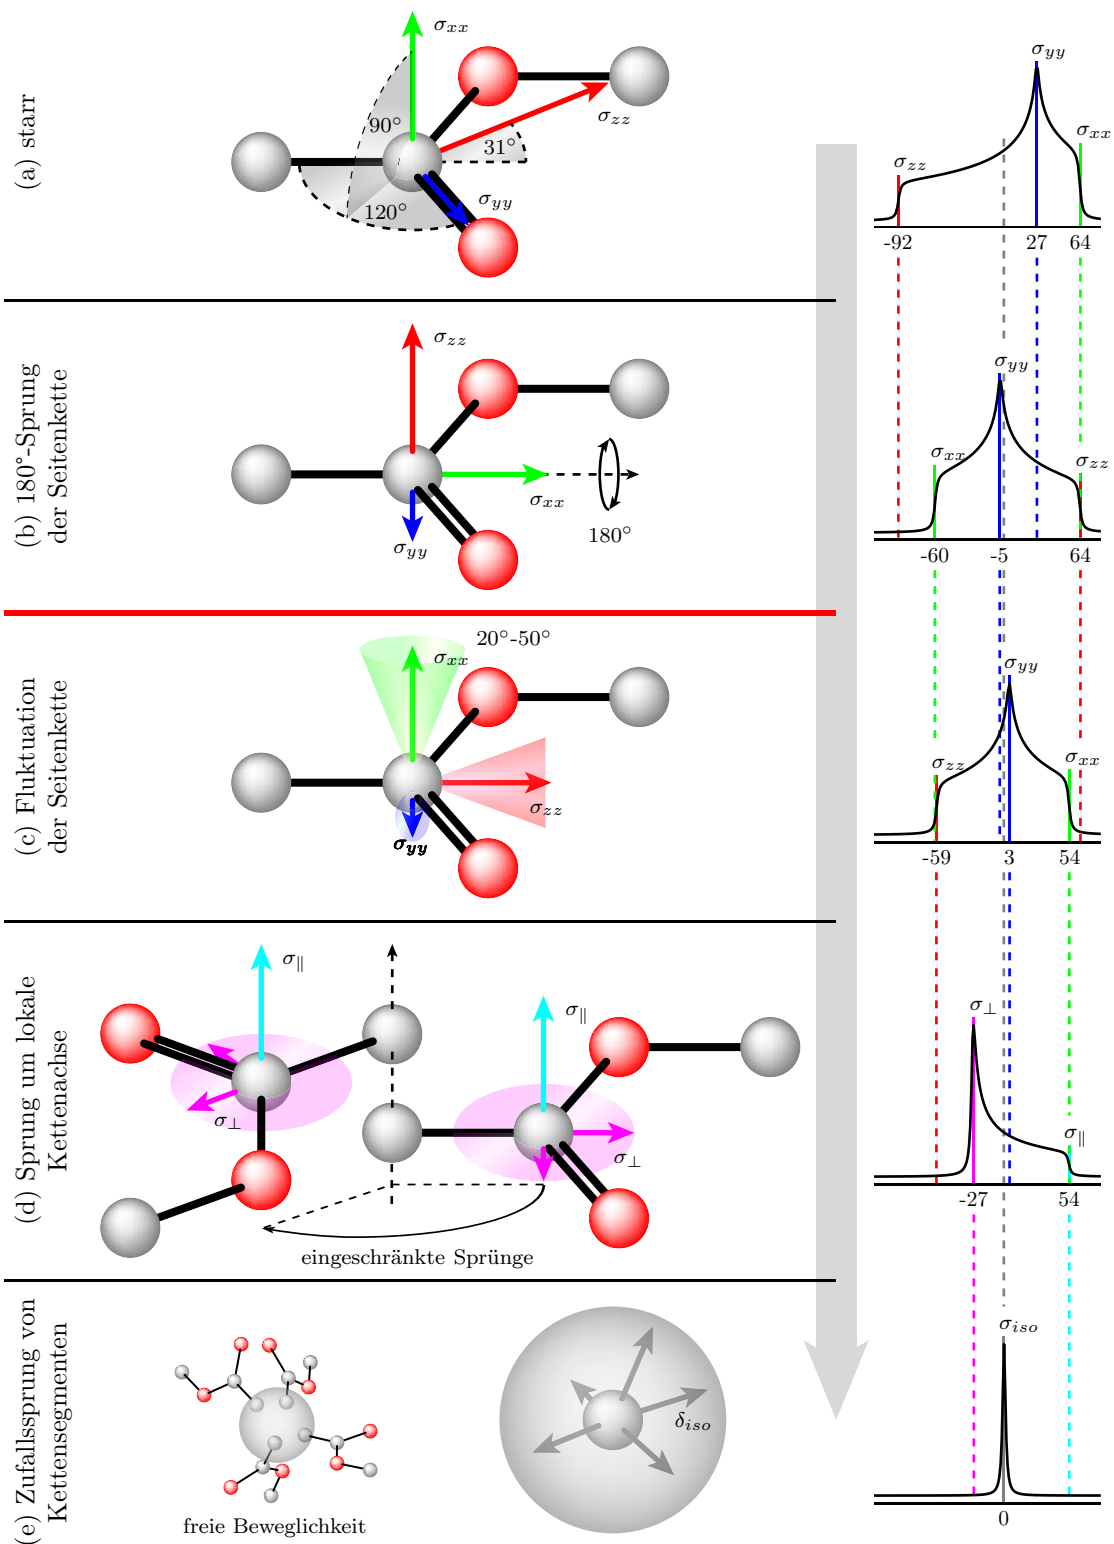 (a) starr
σxx
90°
31°
σzz
120°
σyy
σyy
σxx
σzz
-92 27 64
(b) 180°-Sprung
der Seitenkette
σzz
σxx
180°
σyy
σyy
σxx
σzz
-60 -5 64
(c) Fluktuation
der Seitenkette
20°-50°
σxx
σzz
σyy
σyy
σzz
σxx
-59 3 54
(d) Sprung um lokale
Kettenachse
σ∥
σ∥
σ⊥
σ⊥
eingeschränkte Sprünge
σ⊥
σ∥
-27 54
(e) Zufallssprung von
Kettensegmenten
freie Beweglichkeit
δiso
σiso
0